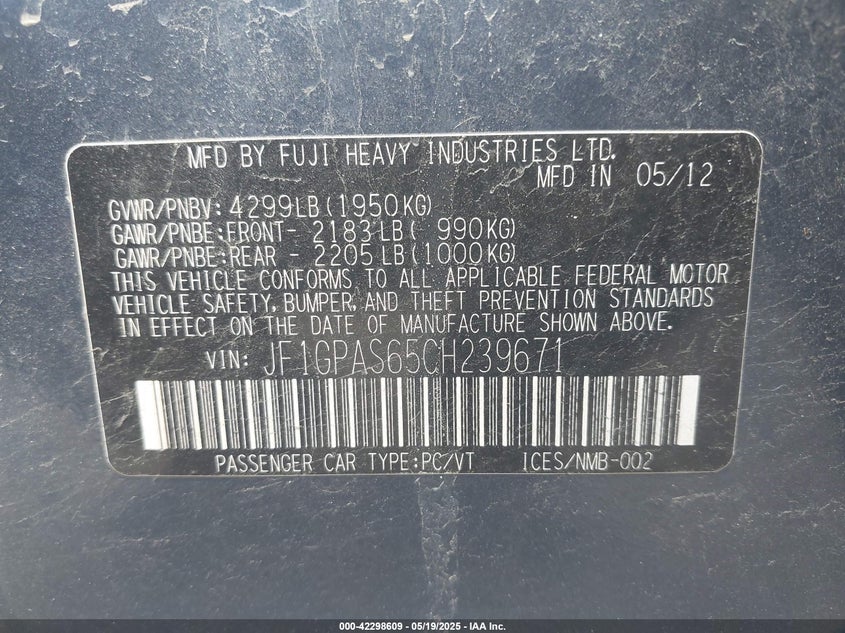 MFD BY FUJI HEAVY INDUSTRIES LTD.
MFD IN 05/12
GVWR/PNBV: 4299LB(1950KG)
GAWR/PNBE:FRONT- 2183LB( 990KG)
GAWR/PNBE:REAR - 2205LB(1000KG)
THIS VEHICLE CONFORMS TO ALL APPLICABLE FEDERAL MOTOR
VEHICLE SAFETY, BUMPER, AND THEFT PREVENTION STANDARDS
IN EFFECT ON THE DATE OF MANUFACTURE SHOWN ABOVE.
VIN: JF1GPAS65CH239671
PASSENGER CAR TYPE:PC/VT ICES/NMB-002
000-42298609 - 05/19/2025 - IAA Inc.